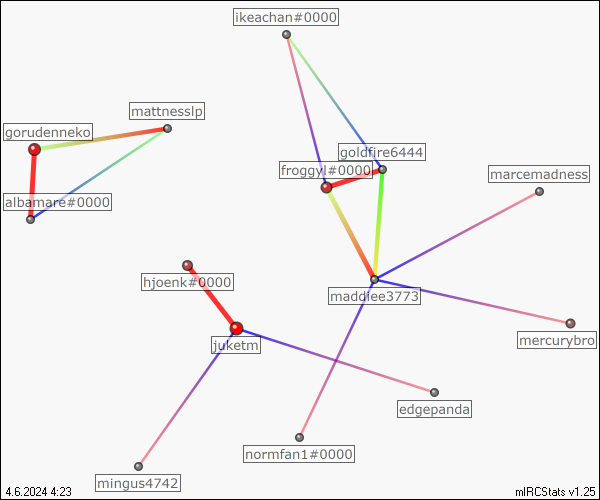 ikeachan#0000
mattnesslp
gorudenneko
goldfire6444
froggyl#0000
marcemadness
albamare#0000
hjoenk#0000
maddiee3773
juketm
mercurybro
edgepanda
normfan1#0000
mingus4742
4.6.2024 4:23
mIRCStats v1.25